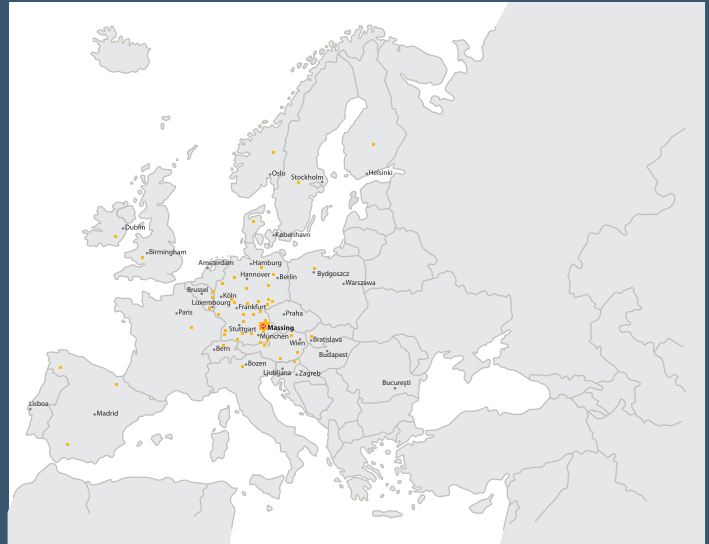 Oslo
Stockholm
Helsinki
Dublin
København
Birmingham
Amsterdam
Hamburg
Hannover
Berlin
Bydgoszcz
Warszawa
Brussel
Köln
Luxembourg
Frankfurt
Paris
Praha
Massing
Stuttgart
München
Wien
Bratislava
Bern
Budapest
Bozen
Ljubljana
Zagreb
București
Lisboa
Madrid